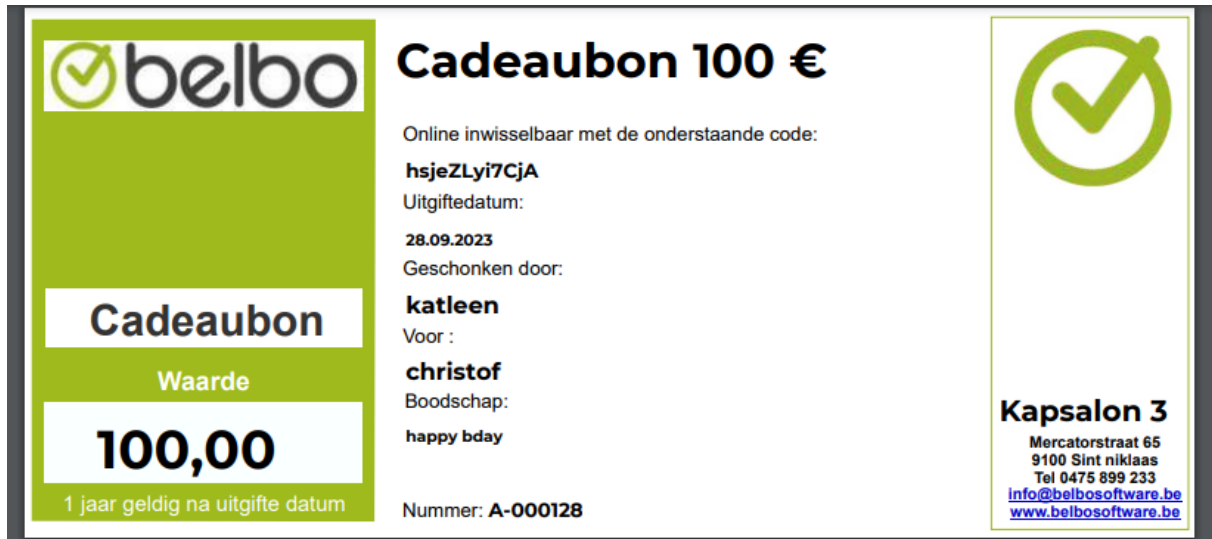 belbo
Cadeaubon
Waarde
100,00
1 jaar geldig na uitgifte datum
Cadeaubon 100 €
Online inwisselbaar met de onderstaande code:
hsjeZLyi7CjA
Uitgiftedatum:
28.09.2023
Geschonken door:
katleen
Voor :
christof
Boodschap:
happy bday
Nummer: A-000128
Kapsalon 3
Mercatorstraat 65
9100 Sint niklaas
Tel 0475 899 233
info@belbosoftware.be
www.belbosoftware.be